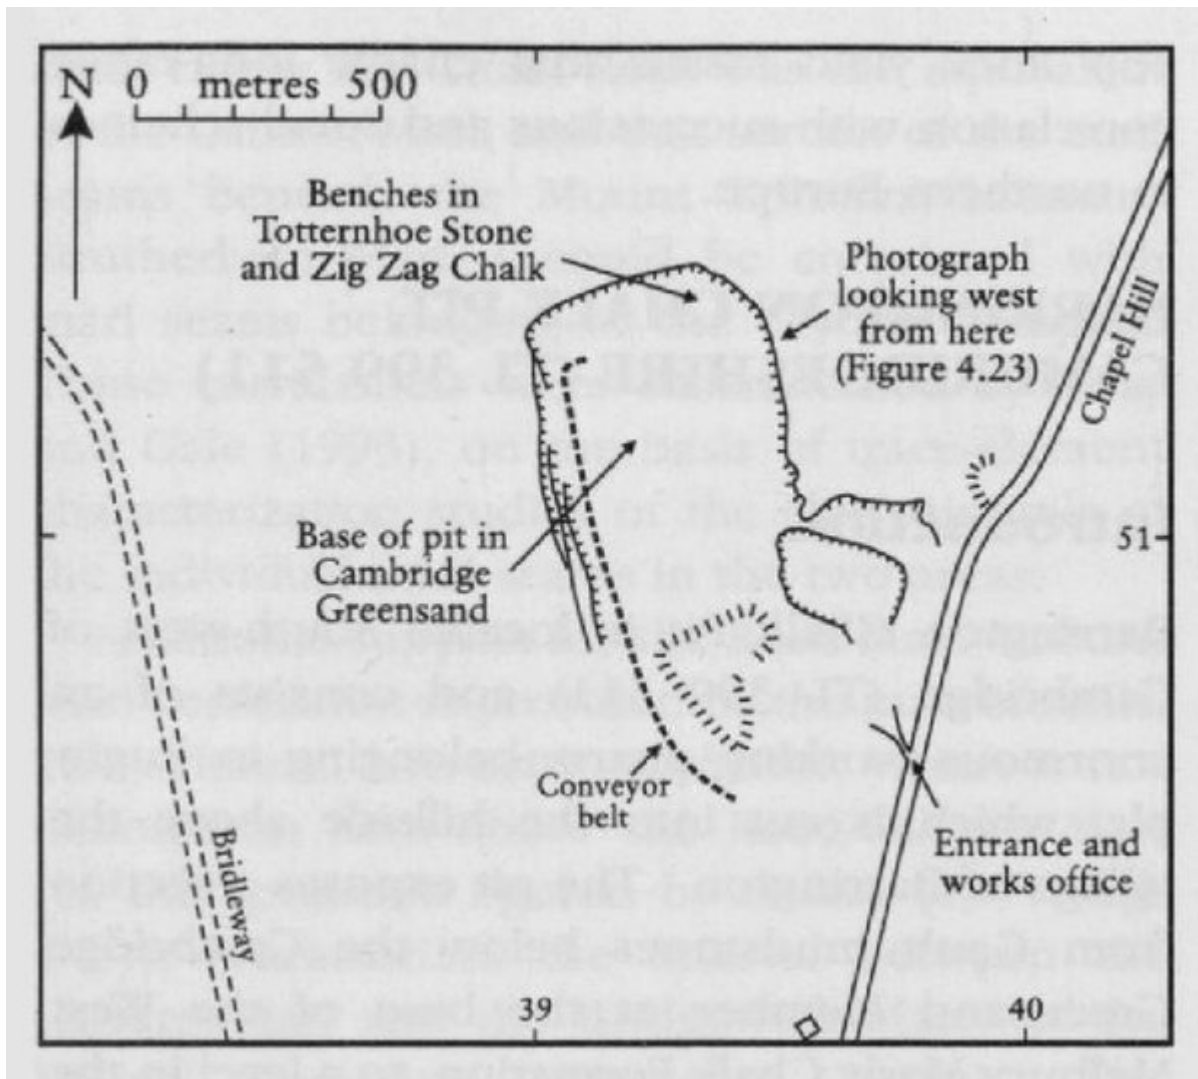 N 0 metres 500
Benches in
Totternhoe Stone
and Zig Zag Chalk
Photograph
looking west
from here
(Figure 4.23)
Chapel Hill
Base of pit in
Cambridge
Greensand
51
Conveyor
belt
Bridleway
Entrance and
works office
39
40